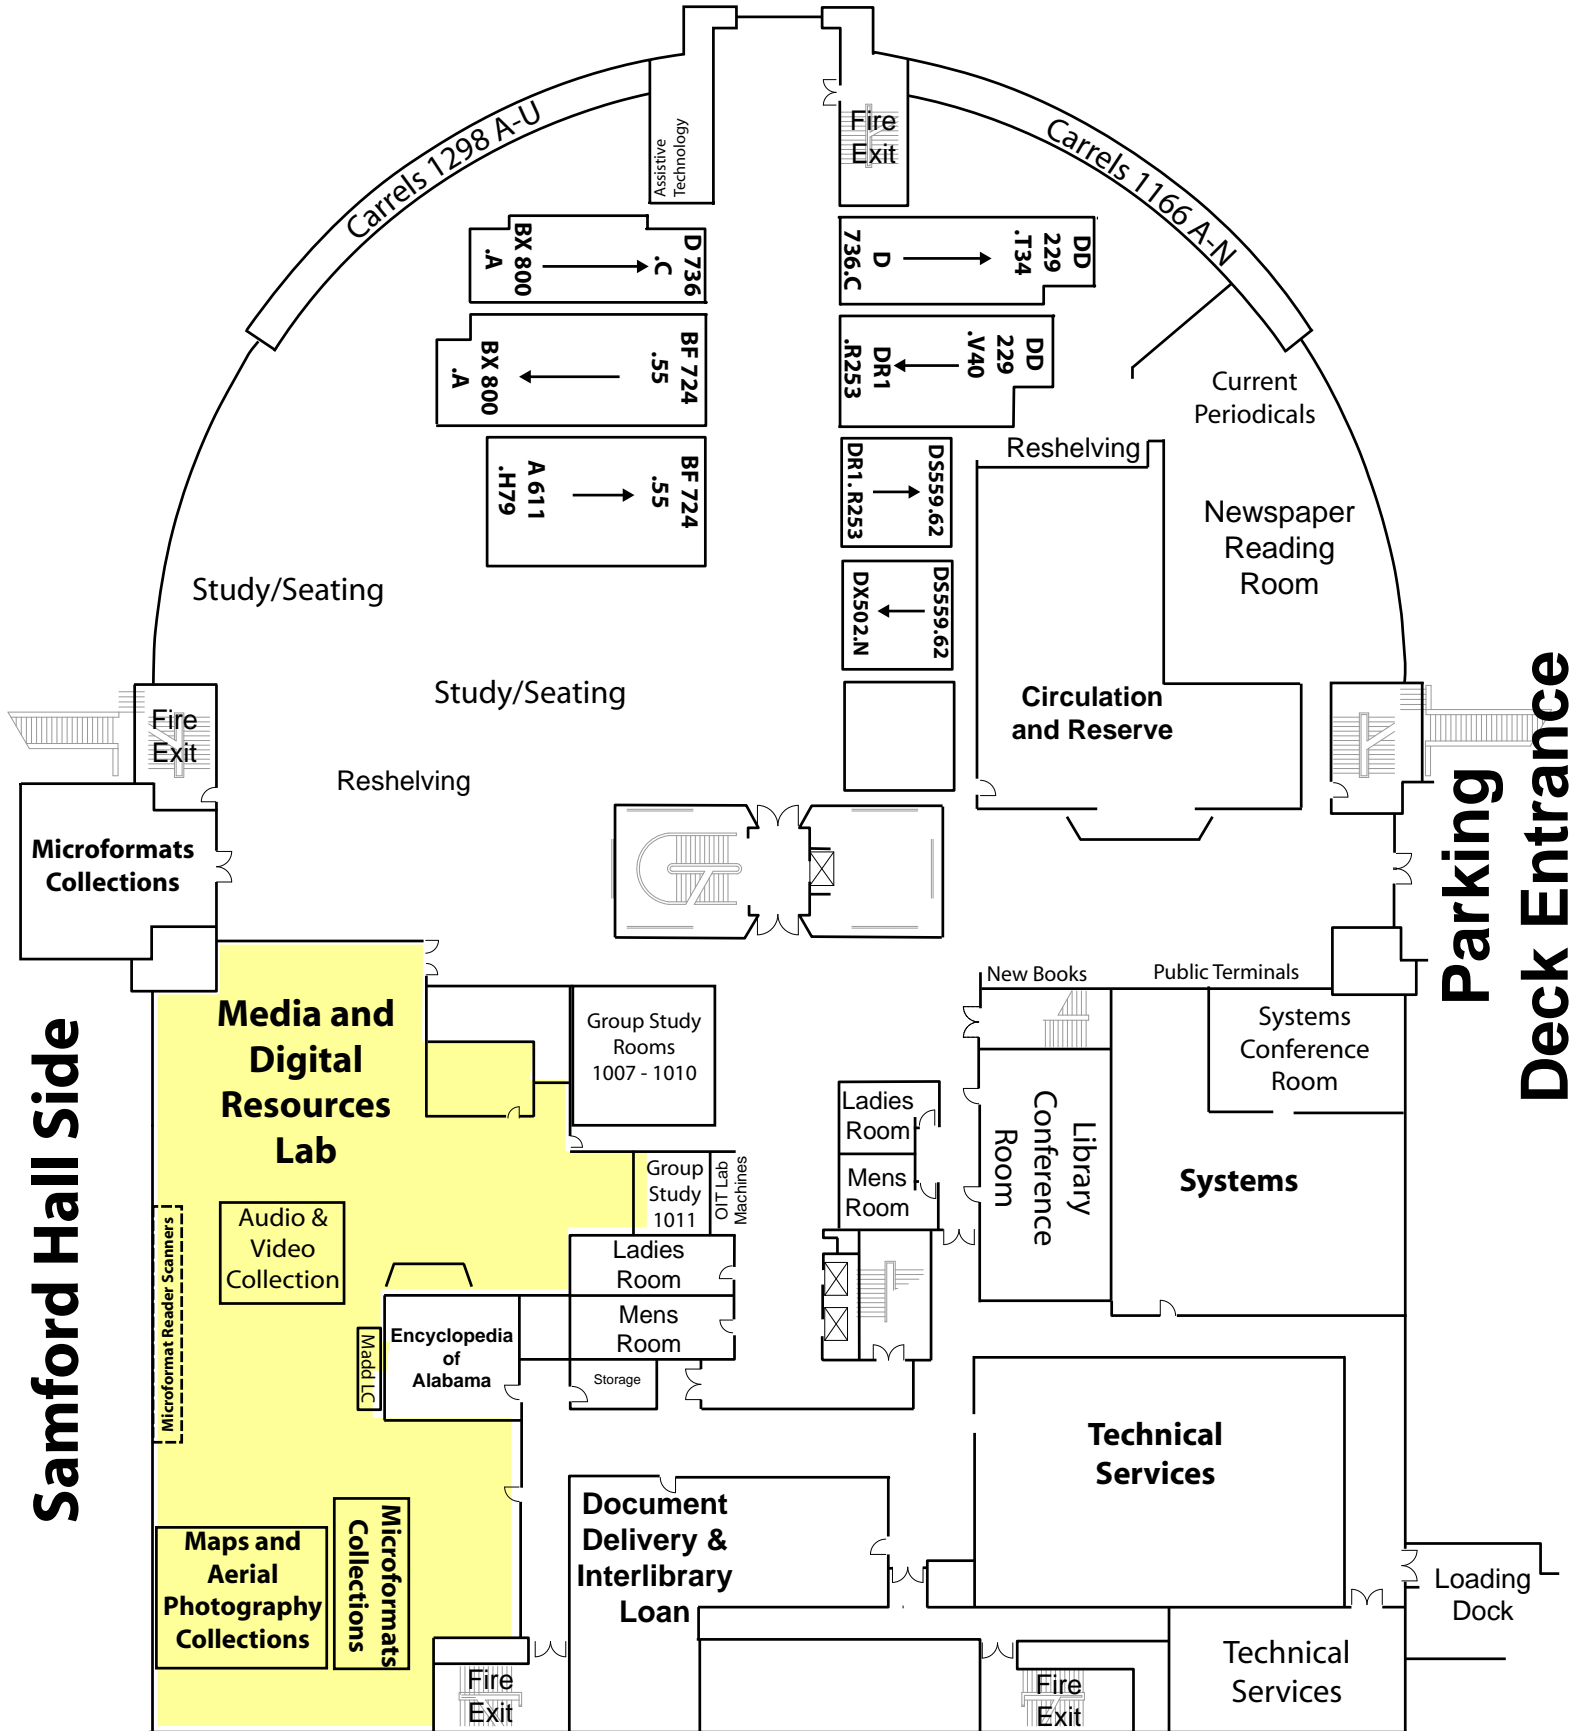 Carrels 1298 A-U
Assistive
Technology
Fire
Exit
Carrels 1166 A-N
BX 800
.A
D 736
.C
D
736.C
DD
229
.T34
BX 800
.A
BF 724
.55
DR1
.R253
DD
229
.V40
Current
Periodicals
A 611
.H79
BF 724
.55
DR1. R253
DS559.62
Reshelving
Newspaper
Reading
Room
DX502.N
DS559.62
Study/Seating
Study/Seating
Circulation
and Reserve
Fire
Exit
Reshelving
Parking
Deck Entrance
Microformats
Collections
New Books
Public Terminals
Samford Hall Side
Media and
Digital
Resources
Lab
Group Study
Rooms
1007 - 1010
Systems
Conference
Room
Ladies
Room
Mens
Room
Library
Conference
Room
Systems
Group
Study
1011
OIT Lab
Machines
Audio &
Video
Collection
Microformat Reader Scanners
Ladies
Room
Mens
Room
Madd LC
Encyclopedia
of
Alabama
Storage
Technical
Services
Document
Delivery &
Interlibrary
Loan
Maps and
Aerial
Photography
Collections
Microformats
Collections
Loading
Dock
Fire
Exit
Fire
Exit
Technical
Services